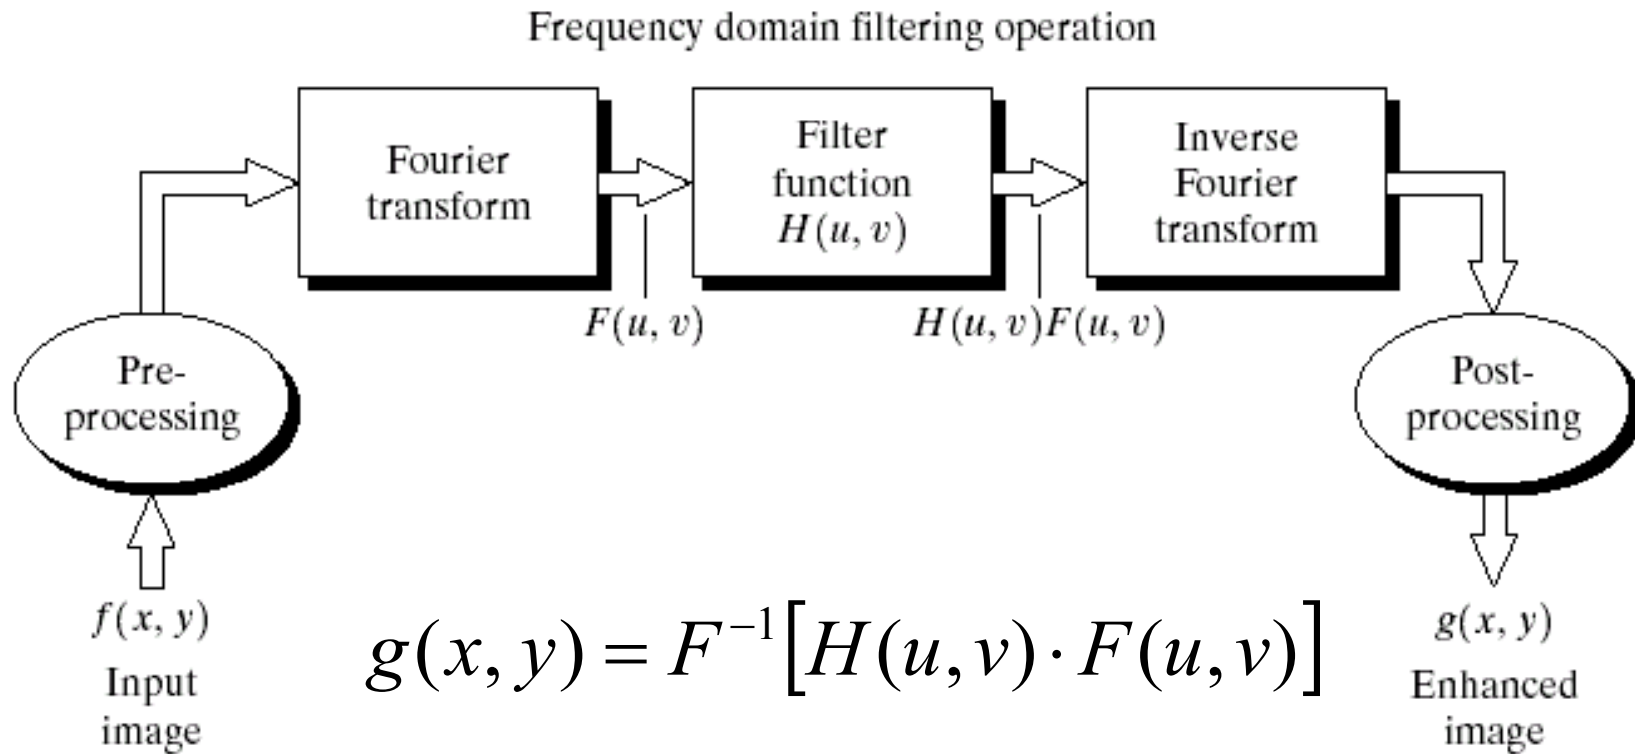 Frequency domain filtering operation
Fourier
transform
Filter
function
H(u, v)
Inverse
Fourier
transform
F(u, v)
H(u, v)F(u, v)
Pre-
processing
Post-
processing
f(x, y)
Input
image
g(x, y) = F⁻¹[H(u,v) · F(u,v)]
g(x, y)
Enhanced
image